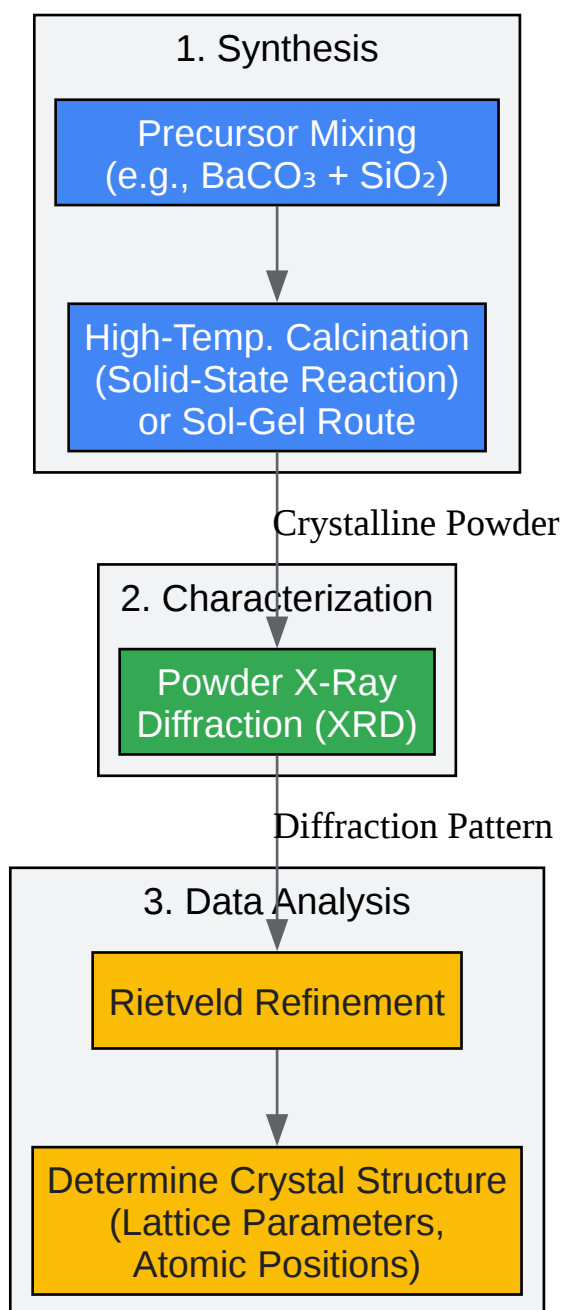 1. Synthesis
Precursor Mixing
(e.g., BaCO₃ + SiO₂)
High-Temp. Calcination
(Solid-State Reaction)
or Sol-Gel Route
Crystalline Powder
2. Characterization
Powder X-Ray
Diffraction (XRD)
Diffraction Pattern
3. Data Analysis
Rietveld Refinement
Determine Crystal Structure
(Lattice Parameters,
Atomic Positions)